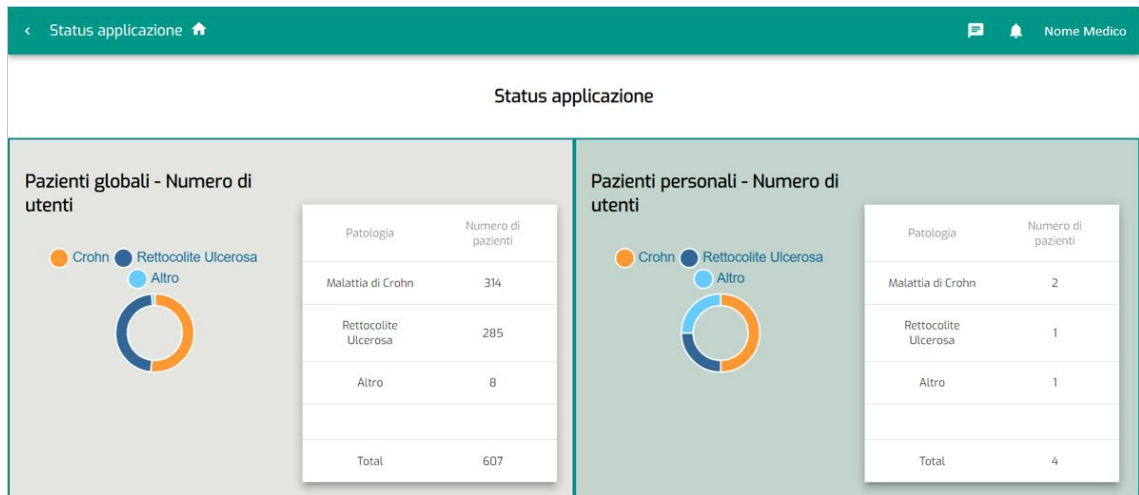 Status applicazione
Nome Medico
Status applicazione
Pazienti globali - Numero di
utenti
Crohn Rettocolite Ulcerosa
Altro
Patologia Numero di
pazienti
Malattia di Crohn 314
Rettocolite
Ulcerosa 285
Altro 8
Total 607
Pazienti personali - Numero di
utenti
Crohn Rettocolite Ulcerosa
Altro
Patologia Numero di
pazienti
Malattia di Crohn 2
Rettocolite
Ulcerosa 1
Altro 1
Total 4